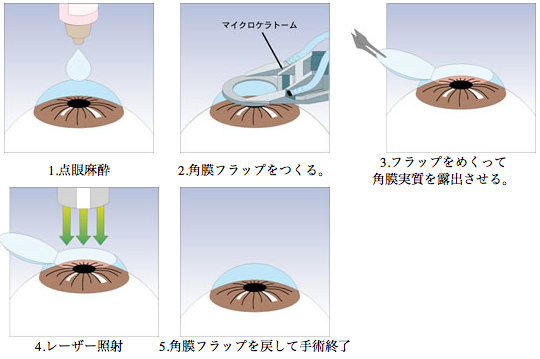 マイクロケラトーム
1.点眼麻酔
2.角膜フラップをつくる。
3.フラップをめくって
角膜実質を露出させる。
4.レーザー照射
5.角膜フラップを戻して手術終了